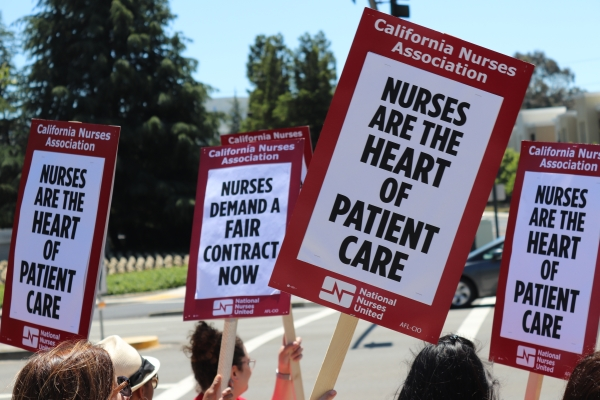 California Nurses
Association
NURSES
ARE THE
HEART
OF
PATIENT
CARE
National
Nurses
United
California Nurses
California Nurses
Association
NURSES
DEMAND A
FAIR
CONTRACT
NOW
National
Nurses
United
AFL-CIO
California Nurses
Association
NURSES
ARE THE
HEART
OF
PATIENT
CARE
National
Nurses
United
AFL-CIO
California Nurs
Association
NURSES
ARE THE
HEART
OF
PATIENT
CARE
National
Nurses
United